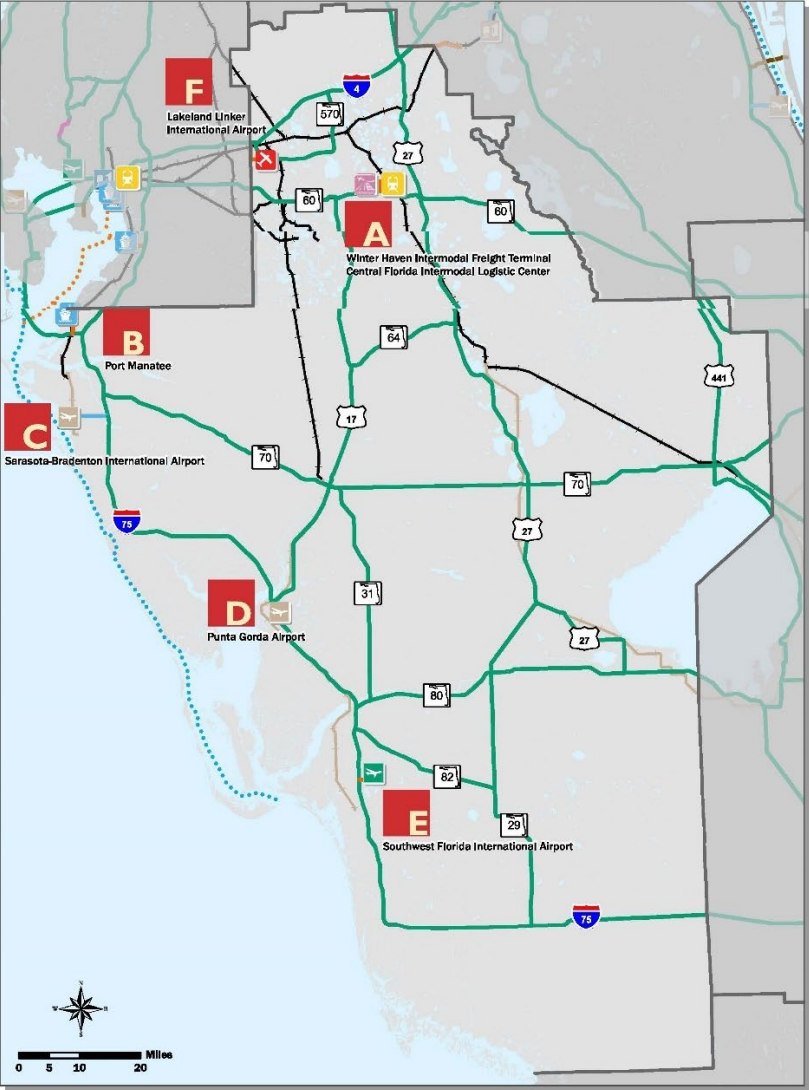 F
4
Lakeland Linker
International Airport
570
27
60
60
A
Winter Haven Intermodal Freight Terminal
Central Florida Intermodal Logistic Center
B
Port Manatee
64
441
17
C
Sarasota-Bradenton International Airport
70
70
75
27
31
D
Punta Gorda Airport
27
80
82
E
29
Southwest Florida International Airport
75
N
W
E
S
Miles
0 5 10 20